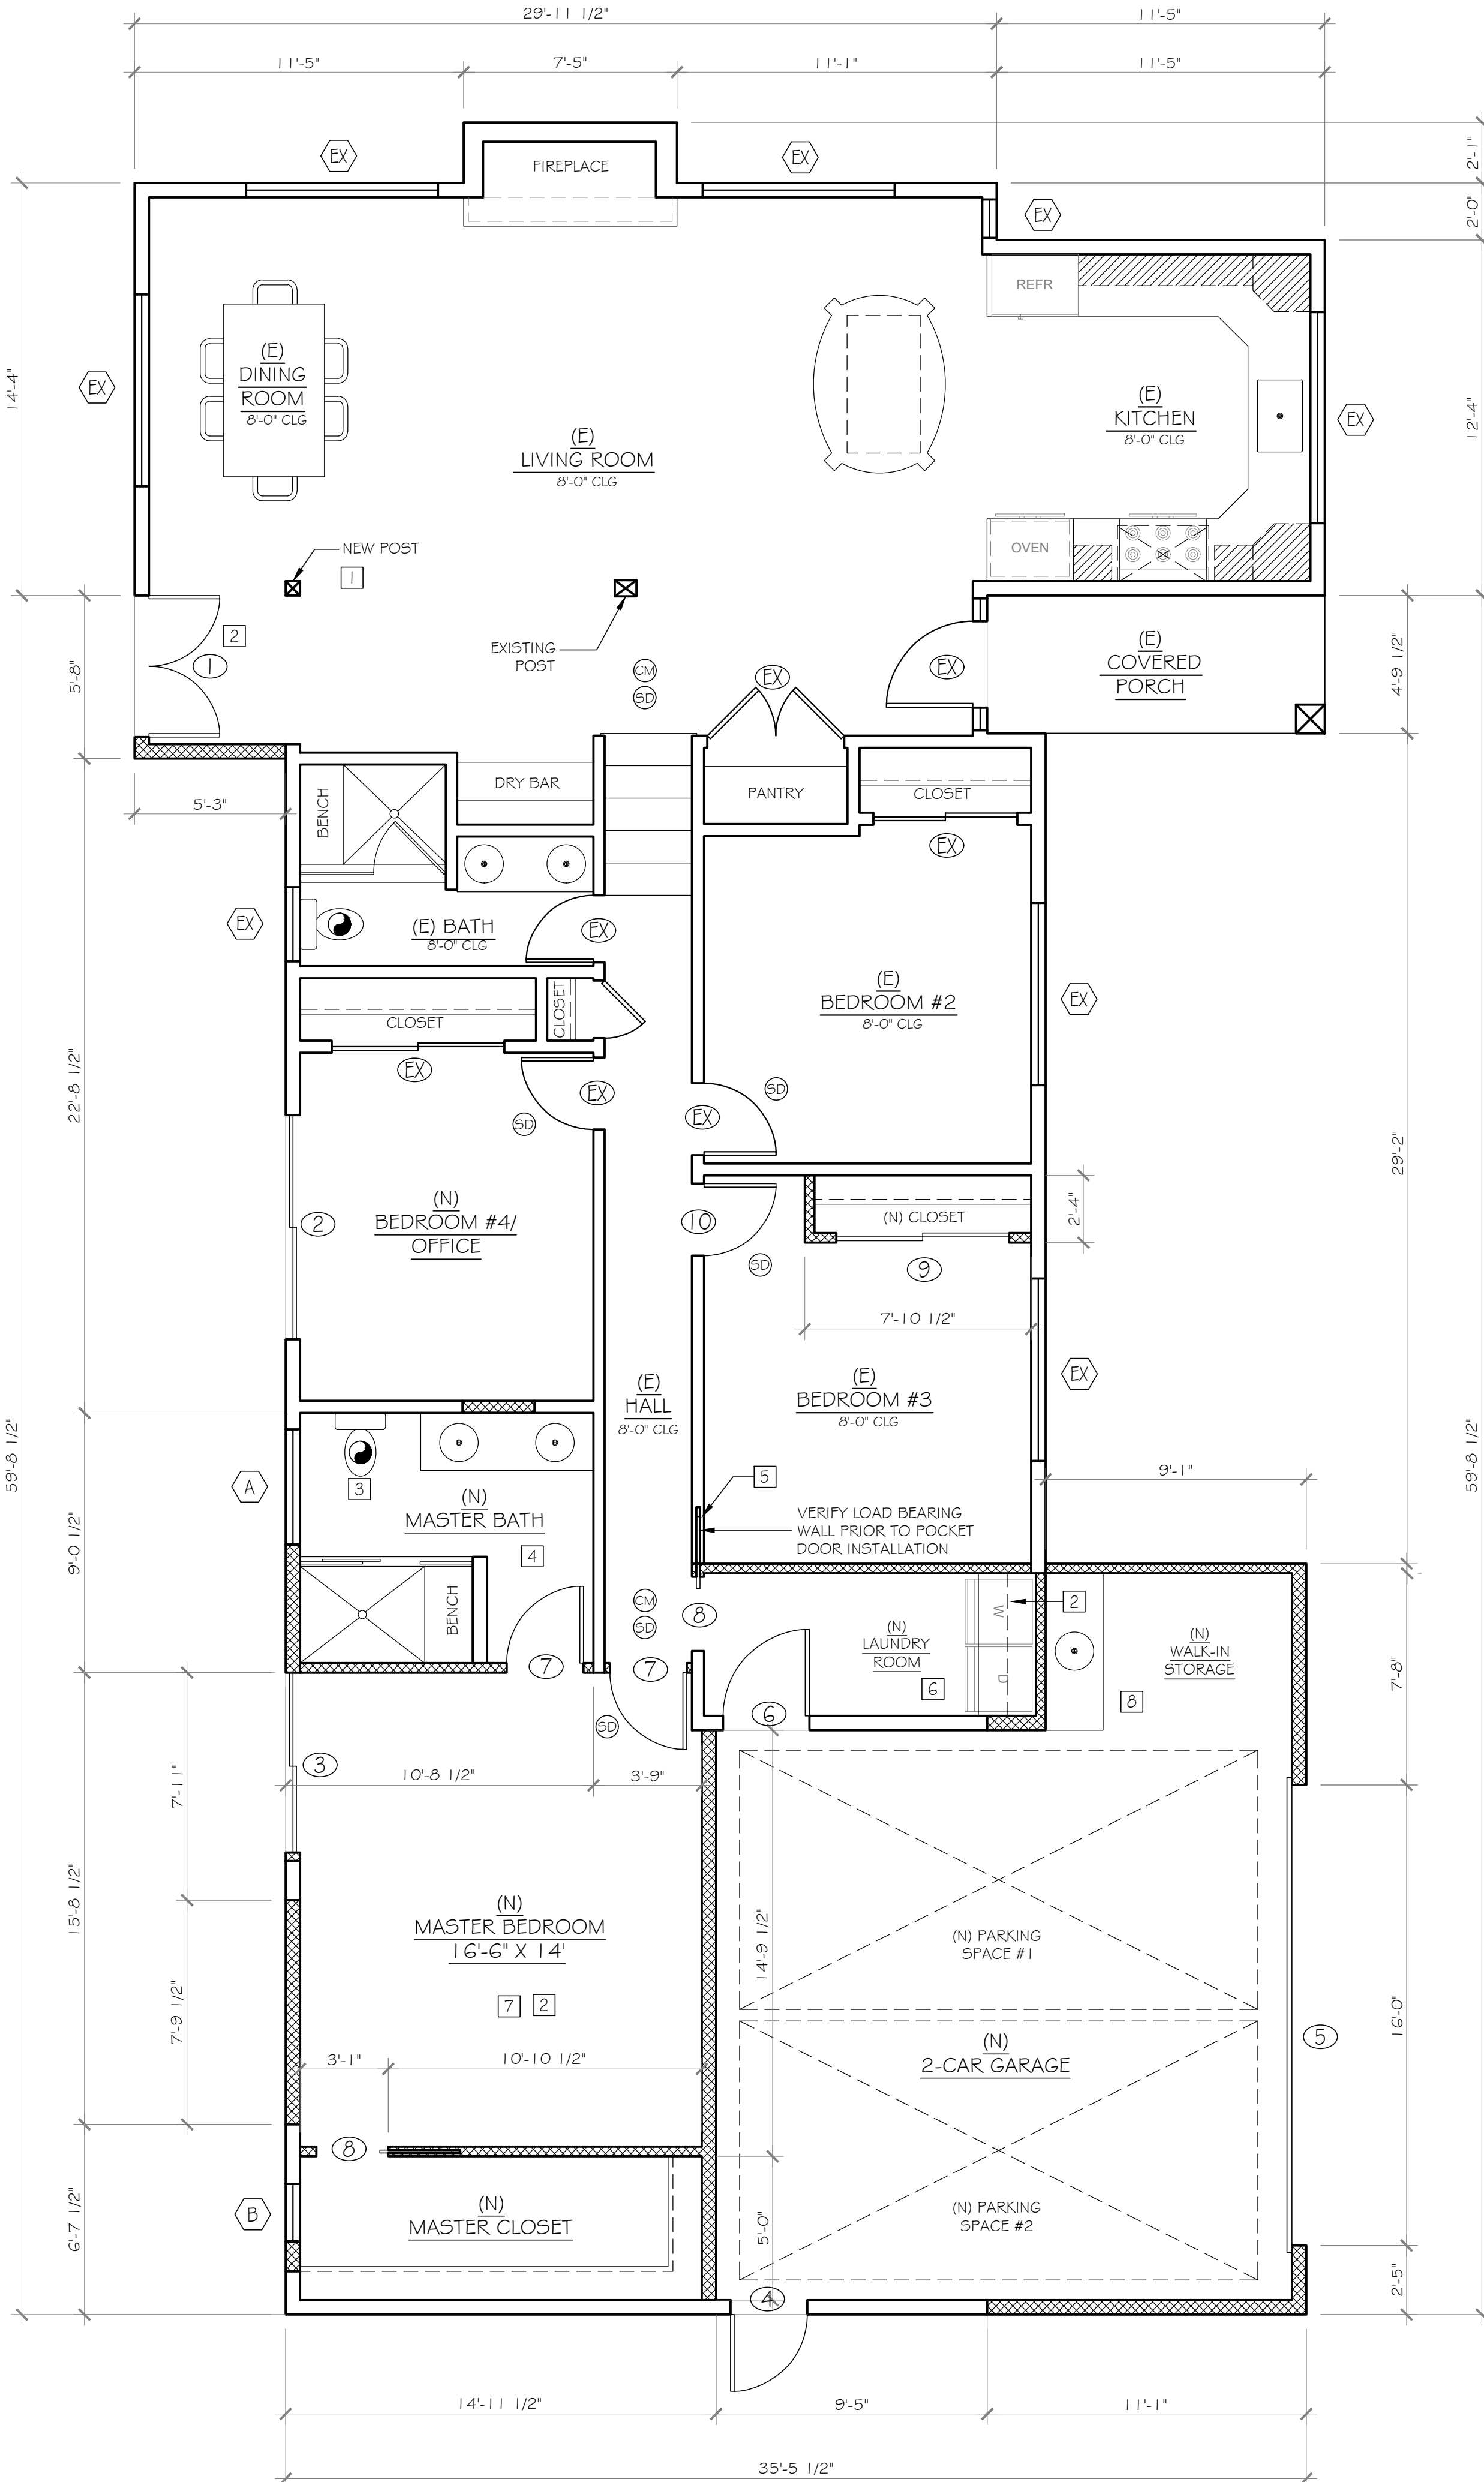 29'-11 1/2"
11'-5"
11'-5"
7'-5"
11'-1"
11'-5"
2'-1"
2'-0"
EX
EX
EX
FIREPLACE
REFR
14'-4"
EX
(E)
DINING
ROOM
8'-0" CLG
(E)
LIVING ROOM
8'-0" CLG
(E)
KITCHEN
8'-0" CLG
EX
12'-4"
OVEN
NEW POST
1
EXISTING
POST
5'-8"
2
1
CM
SD
EX
EX
(E)
COVERED
PORCH
4'-9 1/2"
5'-3"
BENCH
DRY BAR
PANTRY
CLOSET
EX
EX
(E) BATH
8'-0" CLG
EX
CLOSET
CLOSET
EX
EX
SD
(E)
BEDROOM #2
8'-0" CLG
EX
SD
EX
22'-8 1/2"
29'-2"
2
(N)
BEDROOM #4/
OFFICE
10
SD
(N) CLOSET
2'-4"
9
7'-10 1/2"
(E)
HALL
8'-0" CLG
(E)
BEDROOM #3
8'-0" CLG
EX
59'-8 1/2"
59'-8 1/2"
A
3
(N)
MASTER BATH
4
5
VERIFY LOAD BEARING
WALL PRIOR TO POCKET
DOOR INSTALLATION
9'-1"
9'-0 1/2"
BENCH
CM
SD
8
7
7
(N)
LAUNDRY
ROOM
6
W
D
2
(N)
WALK-IN
STORAGE
8
7'-8"
SD
6
3
10'-8 1/2"
3'-9"
7'-11"
15'-8 1/2"
7'-9 1/2"
(N)
MASTER BEDROOM
16'-6" X 14'
7
2
14'-9 1/2"
(N) PARKING
SPACE #1
16'-0"
5
(N)
2-CAR GARAGE
3'-1"
10'-10 1/2"
8
B
(N)
MASTER CLOSET
6'-7 1/2"
5'-0"
(N) PARKING
SPACE #2
2'-5"
4
14'-11 1/2"
9'-5"
11'-1"
35'-5 1/2"